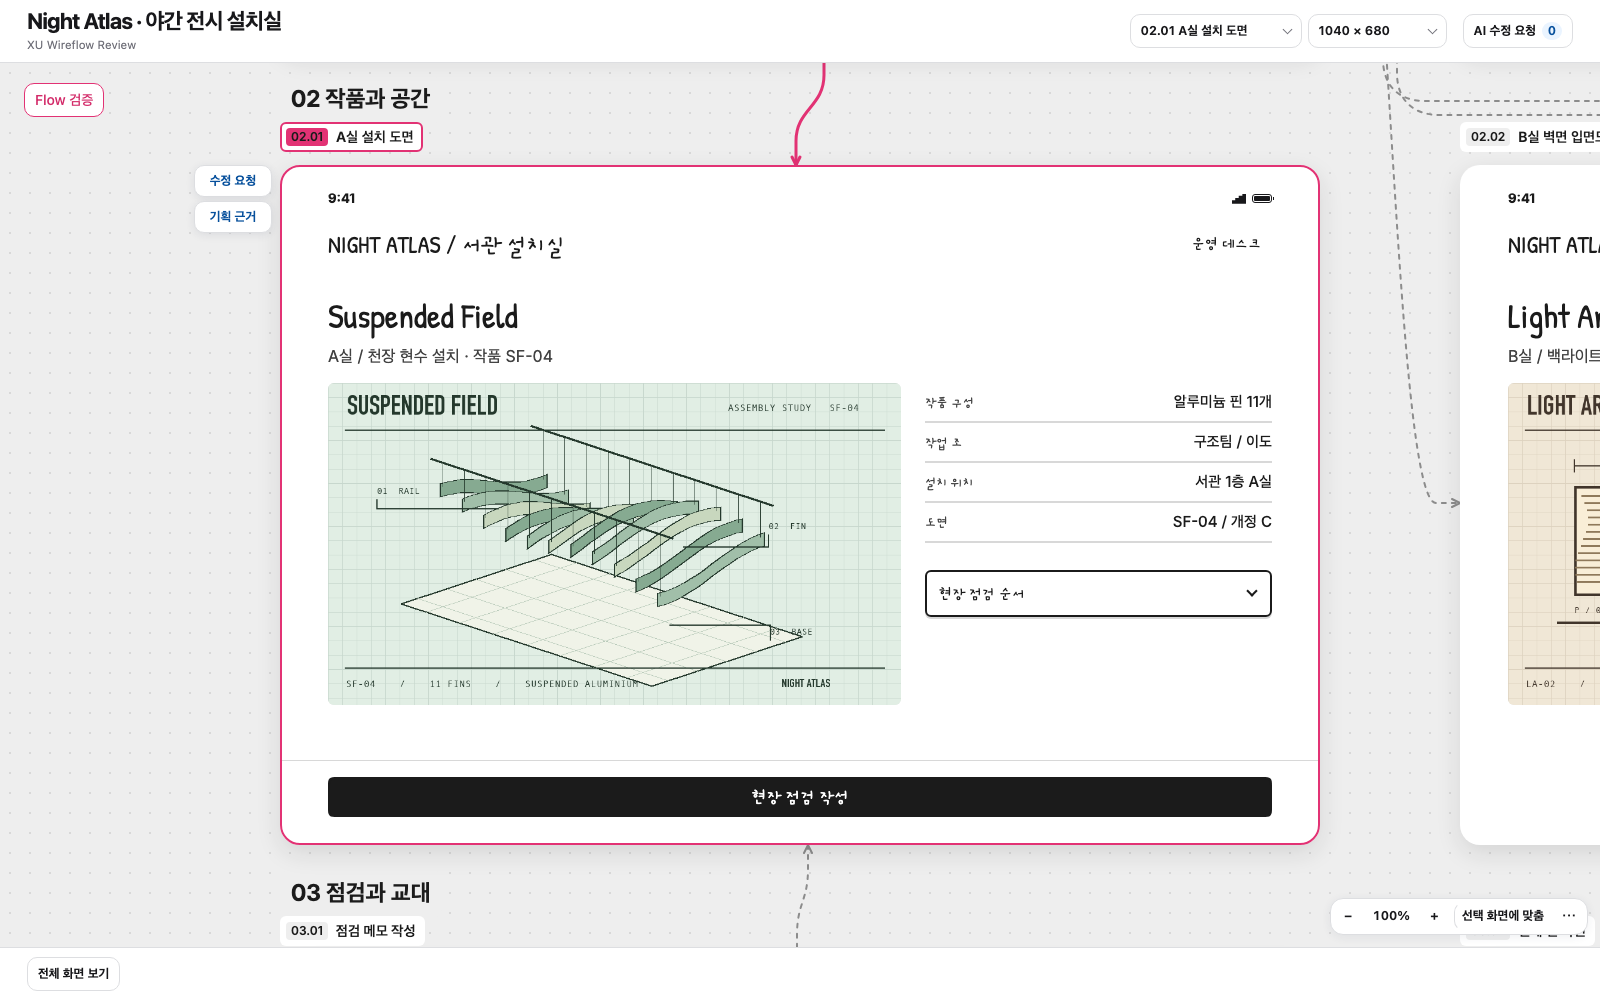 Night Atlas · 야간 전시 설치실
XU Wireflow Review
02.01 A실 설치 도면
1040 × 680
AI 수정 요청 0
Flow 검증
02 작품과 공간
02.01 A실 설치 도면
02.02 B실 벽면 입면도
수정 요청
기획 근거
9:41
NIGHT ATLAS / 서관 설치실
운영 데스크
Suspended Field
A실 / 천장 현수 설치 · 작품 SF-04
SUSPENDED FIELD
ASSEMBLY STUDY SF-04
01 RAIL
02 FIN
03 BASE
SF-04 / 11 FINS / SUSPENDED ALUMINIUM
NIGHT ATLAS
작품 구성 알루미늄 핀 11개
작업 조 구조팀 / 이도
설치 위치 서관 1층 A실
도면 SF-04 / 개정 C
현장 점검 순서
현장 점검 작성
9:41
NIGHT
Light
B실 / 백라이트
LIGHT
P / 
LA-02 /
03 점검과 교대
03.01 점검 메모 작성
− 100% + 선택 화면에 맞춤 ···
전체 화면 보기